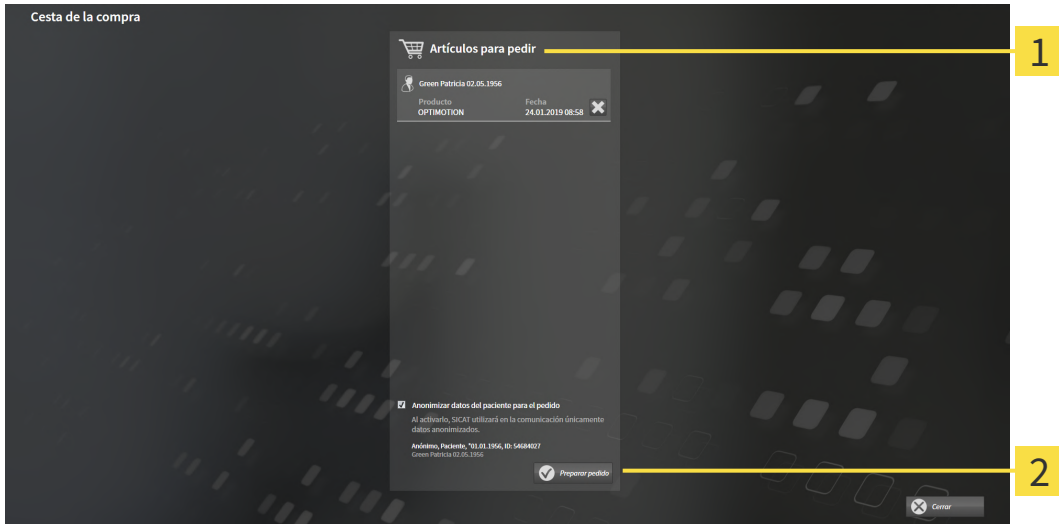 Cesta de la compra
Artículos para pedir
1
Green Patricia 02.05.1956
Producto Fecha
OPTIMOTION 24.01.2019 08:58
Anonimizar datos del paciente para el pedido
Al activarlo, SICAT utilizará en la comunicación únicamente
datos anonimizados.
Anónimo, Paciente, *01.01.1956, ID: 54684027
Green Patricia 02.05.1956
Preparar pedido
2
Cerrar